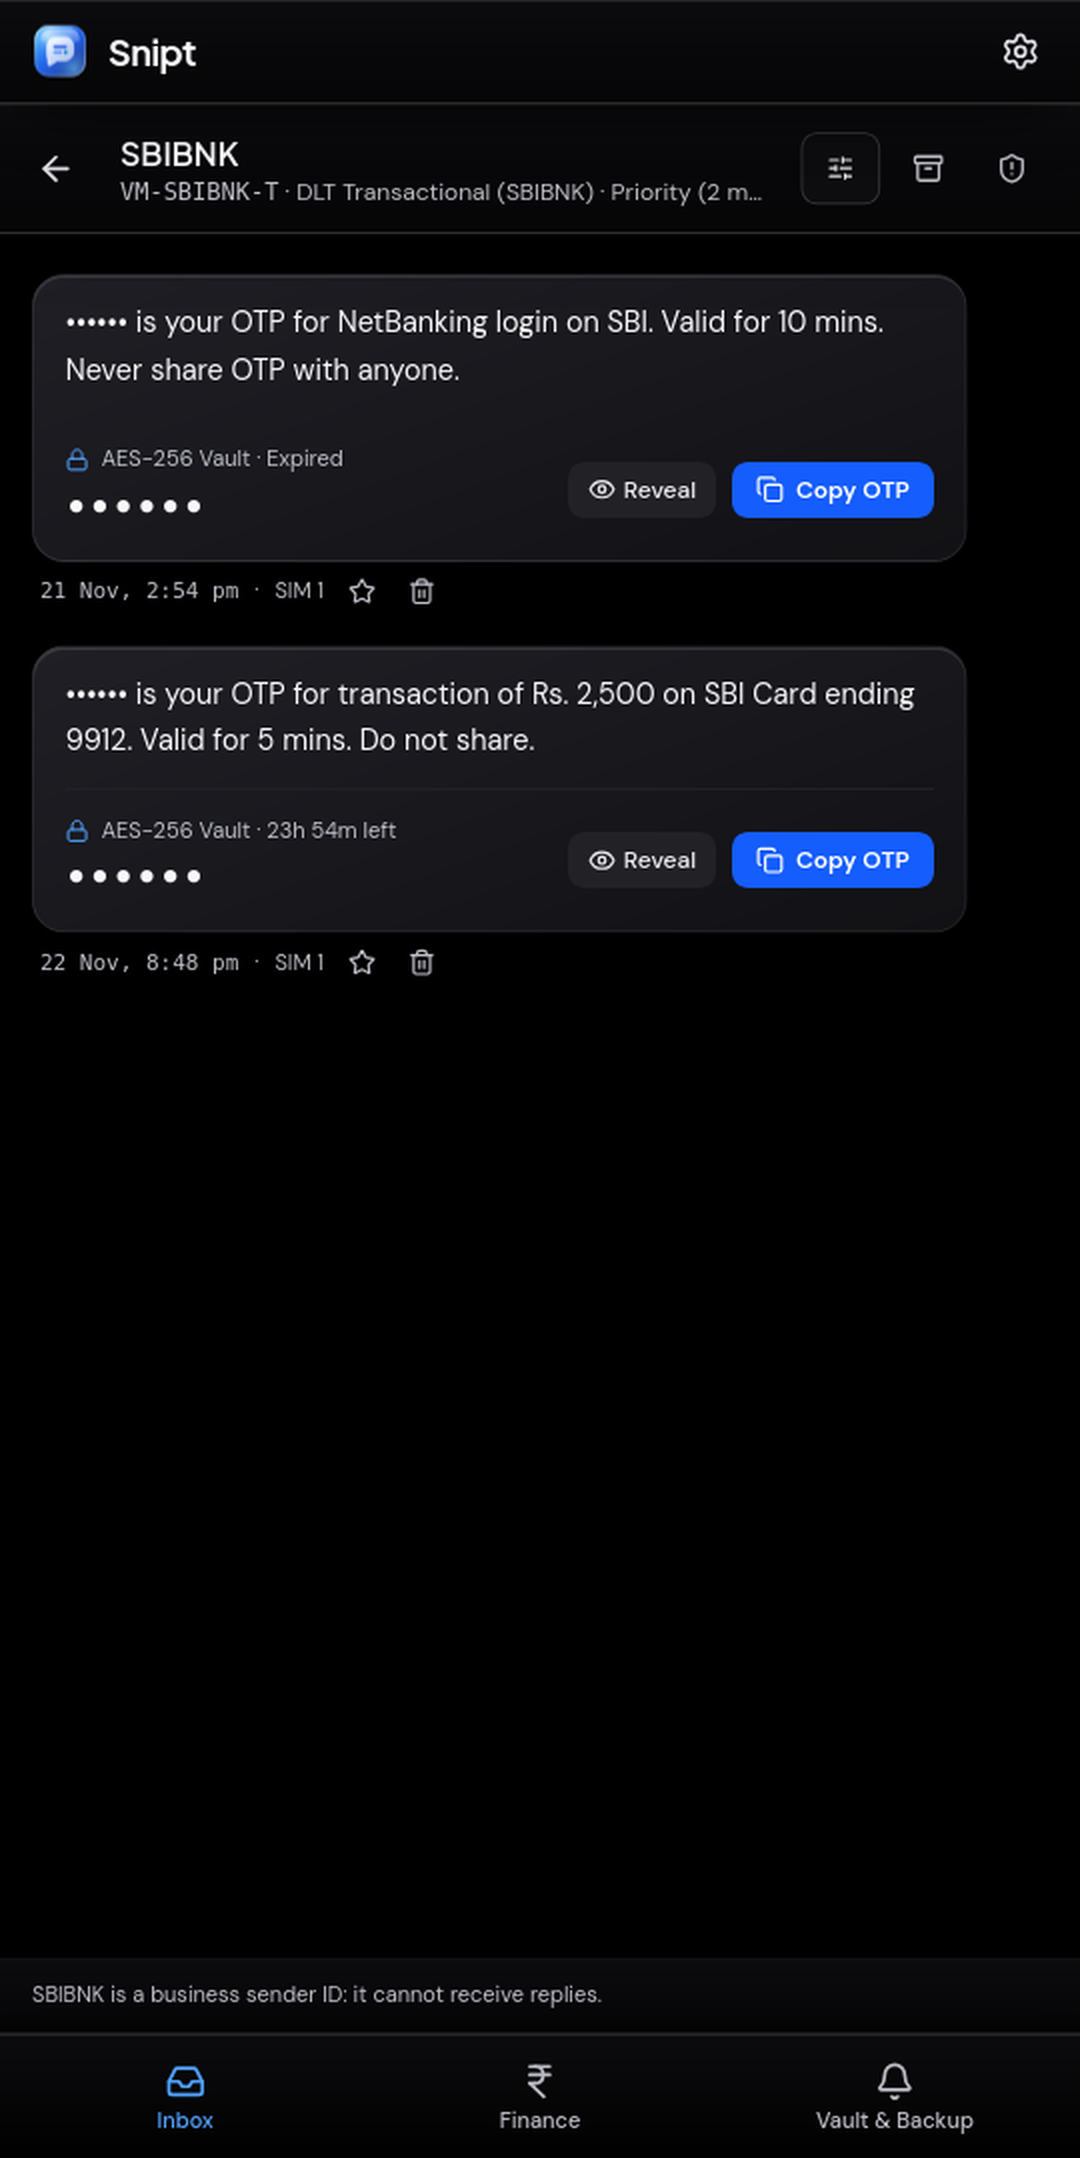 Snipt
SBIBNK
VM-SBIBNK-T · DLT Transactional (SBIBNK) · Priority (2 m...
•••••• is your OTP for NetBanking login on SBI. Valid for 10 mins.
Never share OTP with anyone.
AES-256 Vault · Expired
••••••
Reveal
Copy OTP
21 Nov, 2:54 pm · SIM 1
•••••• is your OTP for transaction of Rs. 2,500 on SBI Card ending
9912. Valid for 5 mins. Do not share.
AES-256 Vault · 23h 54m left
••••••
Reveal
Copy OTP
22 Nov, 8:48 pm · SIM 1
SBIBNK is a business sender ID: it cannot receive replies.
Inbox
Finance
Vault & Backup